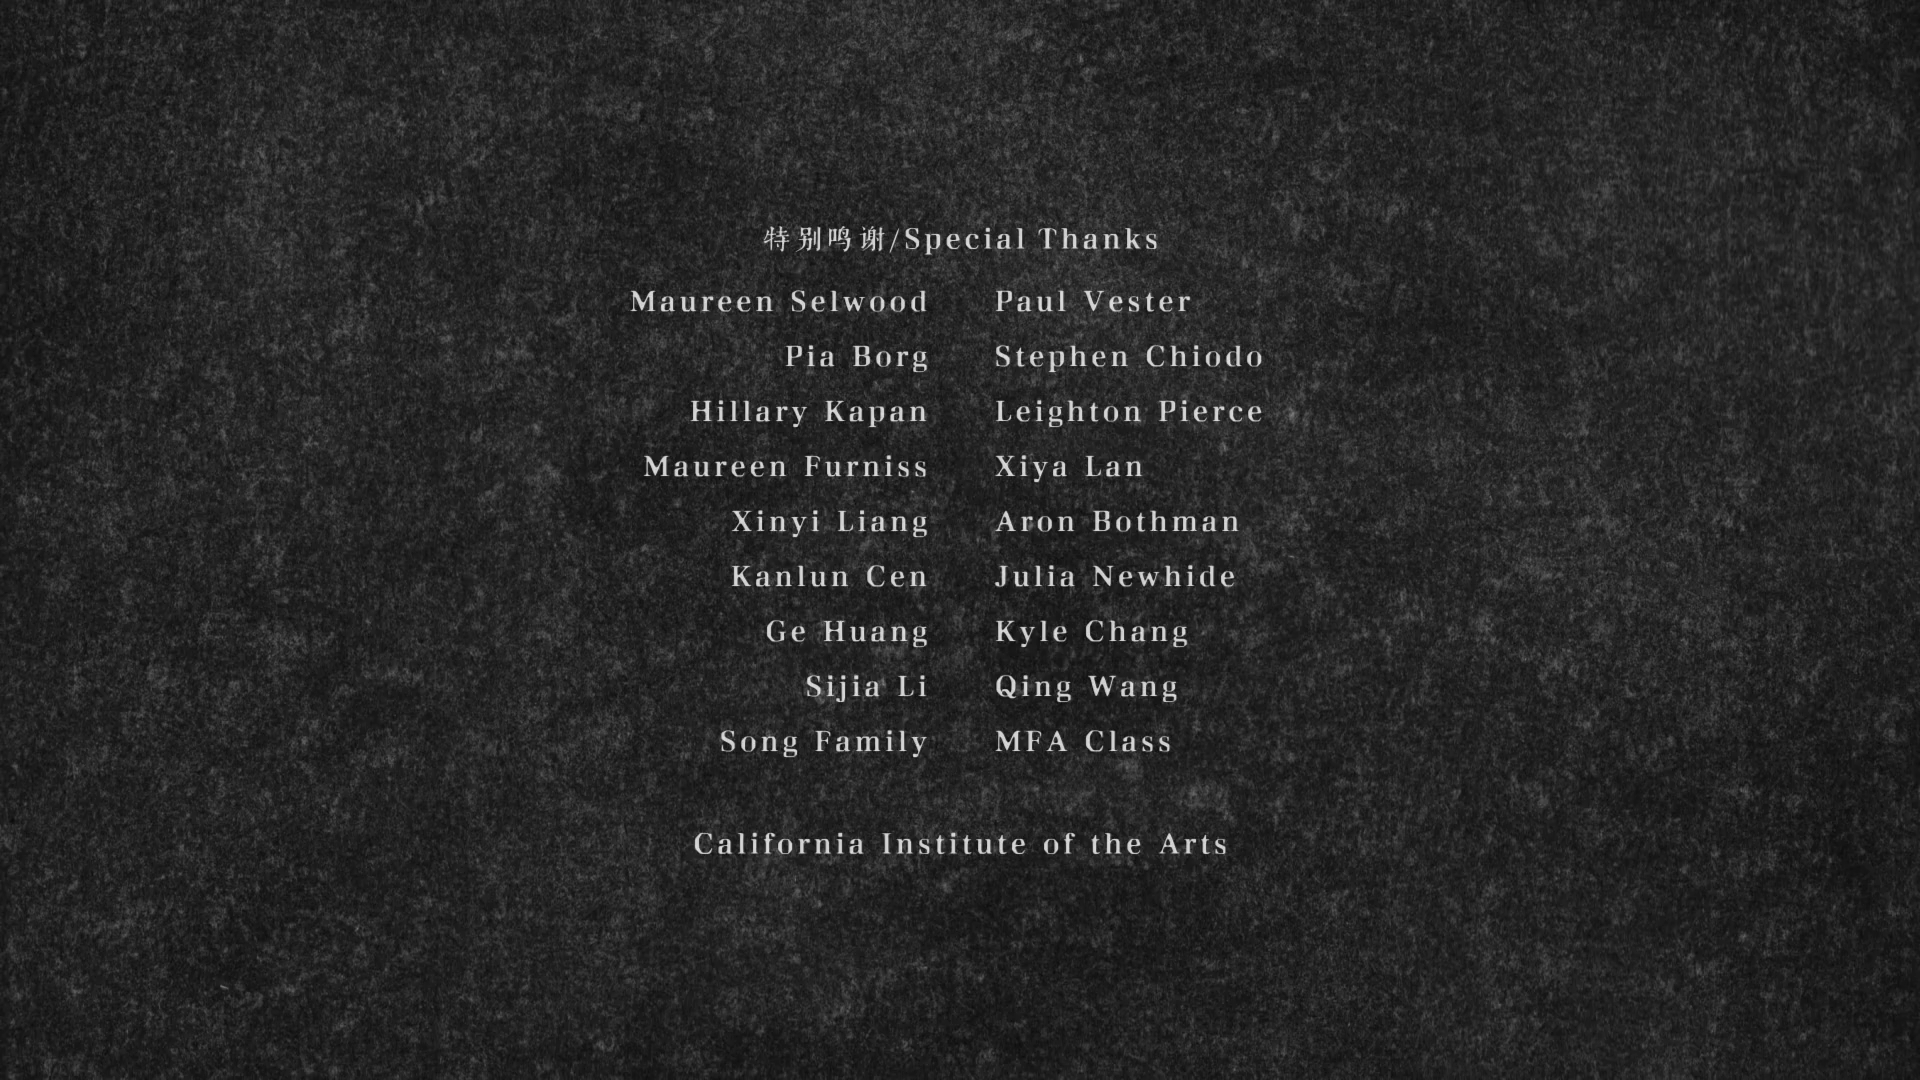 特别鸣谢/Special Thanks
Maureen Selwood Paul Vester
Pia Borg Stephen Chiodo
Hillary Kapan Leighton Pierce
Maureen Furniss Xiya Lan
Xinyi Liang Aron Bothman
Kanlun Cen Julia Newhide
Ge Huang Kyle Chang
Sijia Li Qing Wang
Song Family MFA Class
California Institute of the Arts